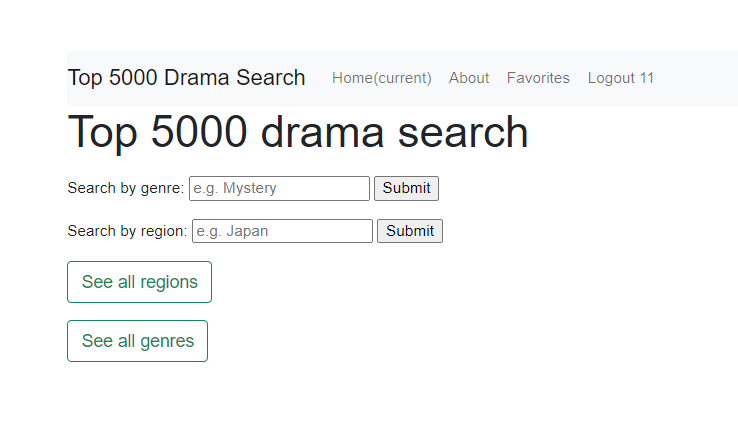 Top 5000 Drama Search Home(current) About Favorites Logout 11
Top 5000 drama search
Search by genre: e.g. Mystery Submit
Search by region: e.g. Japan Submit
See all regions
See all genres